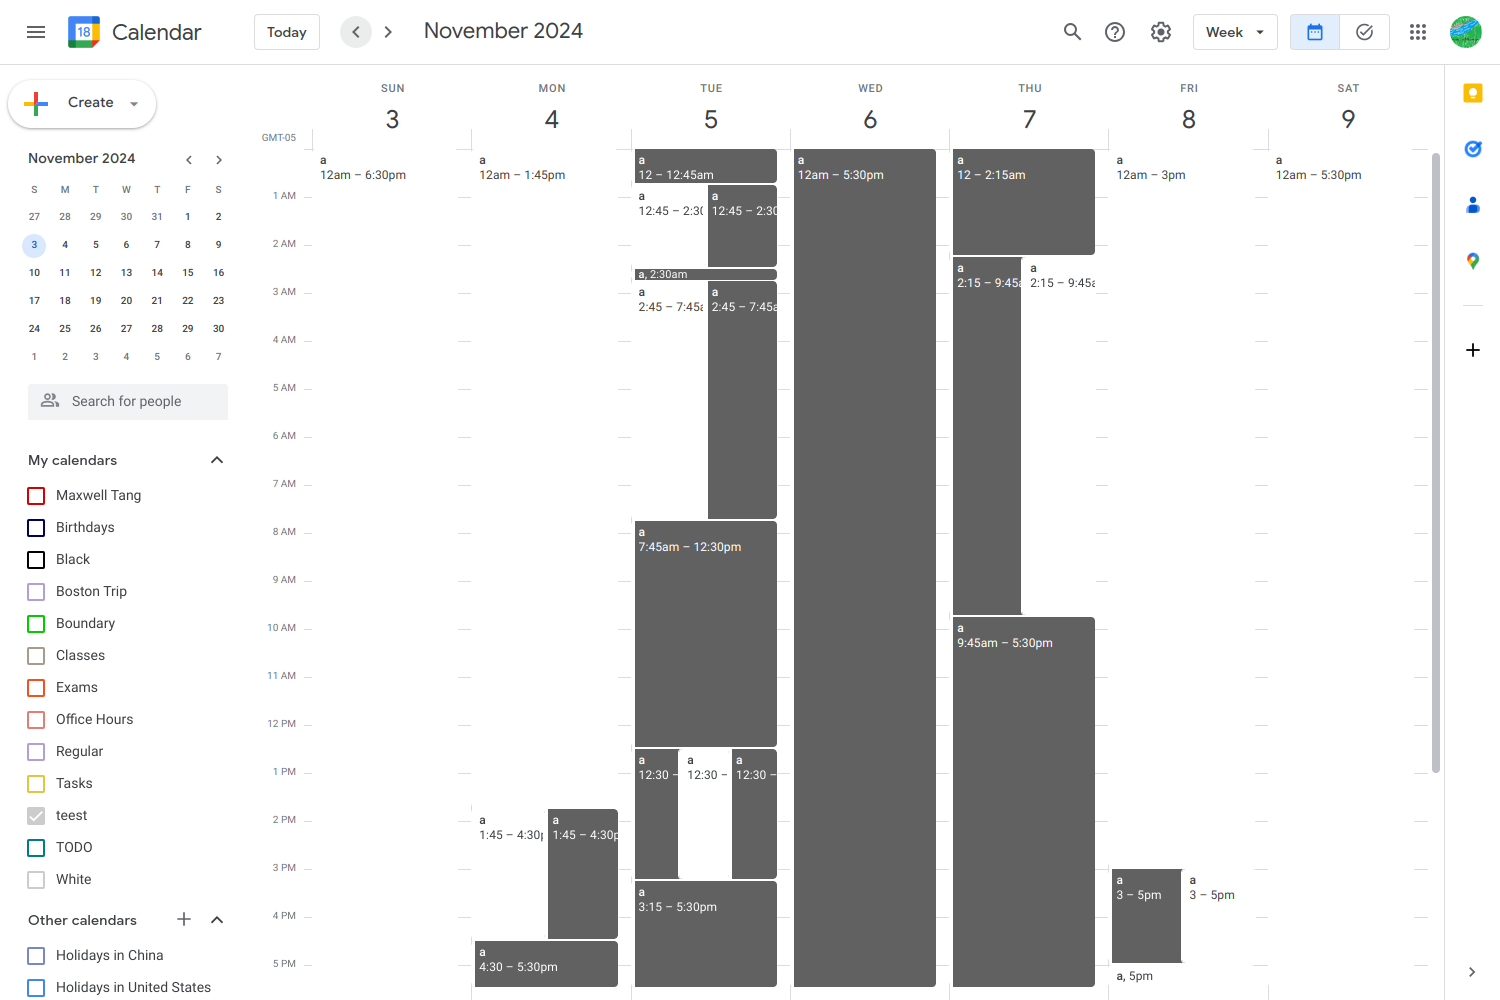 18 Calendar Today November 2024 Week
Create
November 2024
S M T W T F S
27 28 29 30 31 1 2
3 4 5 6 7 8 9
10 11 12 13 14 15 16
17 18 19 20 21 22 23
24 25 26 27 28 29 30
1 2 3 4 5 6 7
Search for people
My calendars
Maxwell Tang
Birthdays
Black
Boston Trip
Boundary
Classes
Exams
Office Hours
Regular
Tasks
teest
TODO
White
Other calendars
Holidays in China
Holidays in United States
SUN MON TUE WED THU FRI SAT
3 4 5 6 7 8 9
GMT-05
1 AM
2 AM
3 AM
4 AM
5 AM
6 AM
7 AM
8 AM
9 AM
10 AM
11 AM
12 PM
1 PM
2 PM
3 PM
4 PM
5 PM
a
12am – 6:30pm
a
12am – 1:45pm
a
1:45 – 4:30p
a
1:45 – 4:30p
a
4:30 – 5:30pm
a
12 – 12:45am
a
12:45 – 2:30
a
12:45 – 2:30
a, 2:30am
a
2:45 – 7:45a
a
2:45 – 7:45a
a
7:45am – 12:30pm
a
12:30 –
a
12:30 –
a
12:30 –
a
3:15 – 5:30pm
a
12am – 5:30pm
a
12 – 2:15am
a
2:15 – 9:45a
a
2:15 – 9:45a
a
9:45am – 5:30pm
a
12am – 3pm
a
3 – 5pm
a
3 – 5pm
a, 5pm
a
12am – 5:30pm